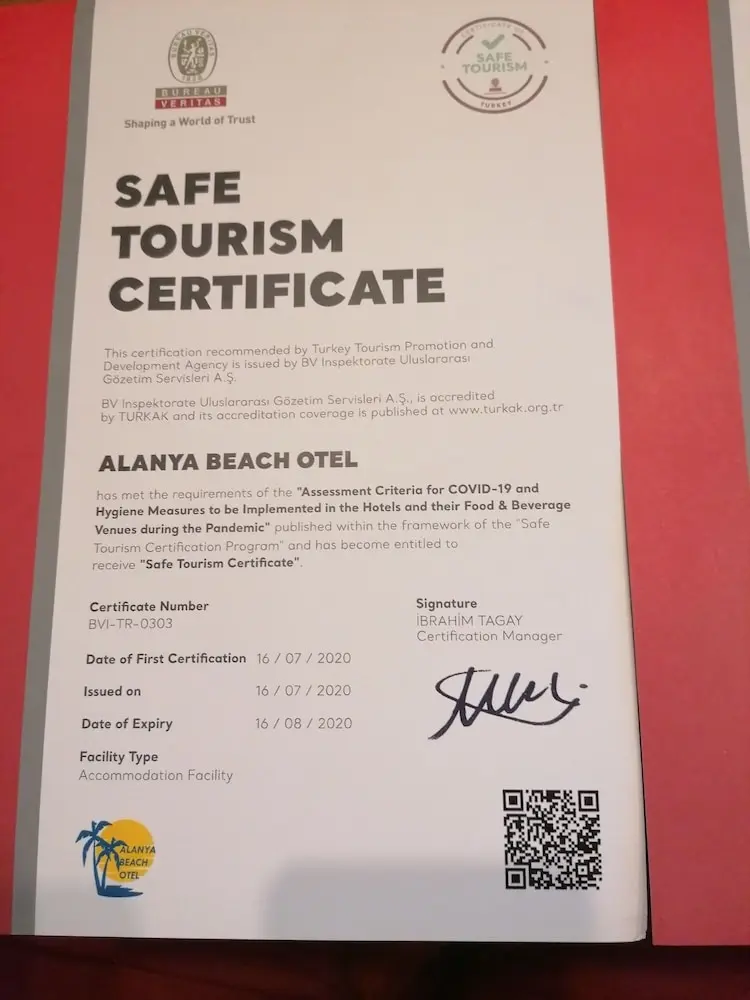 BUREAU VERITAS
1828
BUREAU
VERITAS
Shaping a World of Trust
CERTIFICATE OF
SAFE
TOURISM
TURKEY
SAFE
TOURISM
CERTIFICATE
This certification recommended by Turkey Tourism Promotion and
Development Agency is issued by BV Inspektorate Uluslararası
Gözetim Servisleri A.Ş.
BV Inspektorate Uluslararası Gözetim Servisleri A.Ş., is accredited
by TURKAK and its accreditation coverage is published at www.turkak.org.tr
ALANYA BEACH OTEL
has met the requirements of the "Assessment Criteria for COVID-19 and
Hygiene Measures to be Implemented in the Hotels and their Food & Beverage
Venues during the Pandemic" published within the framework of the "Safe
Tourism Certification Program" and has become entitled to
receive "Safe Tourism Certificate".
Certificate Number
BVI-TR-0303
Signature
İBRAHİM TAGAY
Certification Manager
Date of First Certification 16 / 07 / 2020
Issued on 16 / 07 / 2020
Date of Expiry 16 / 08 / 2020
Facility Type
Accommodation Facility
ALANYA
BEACH
OTEL